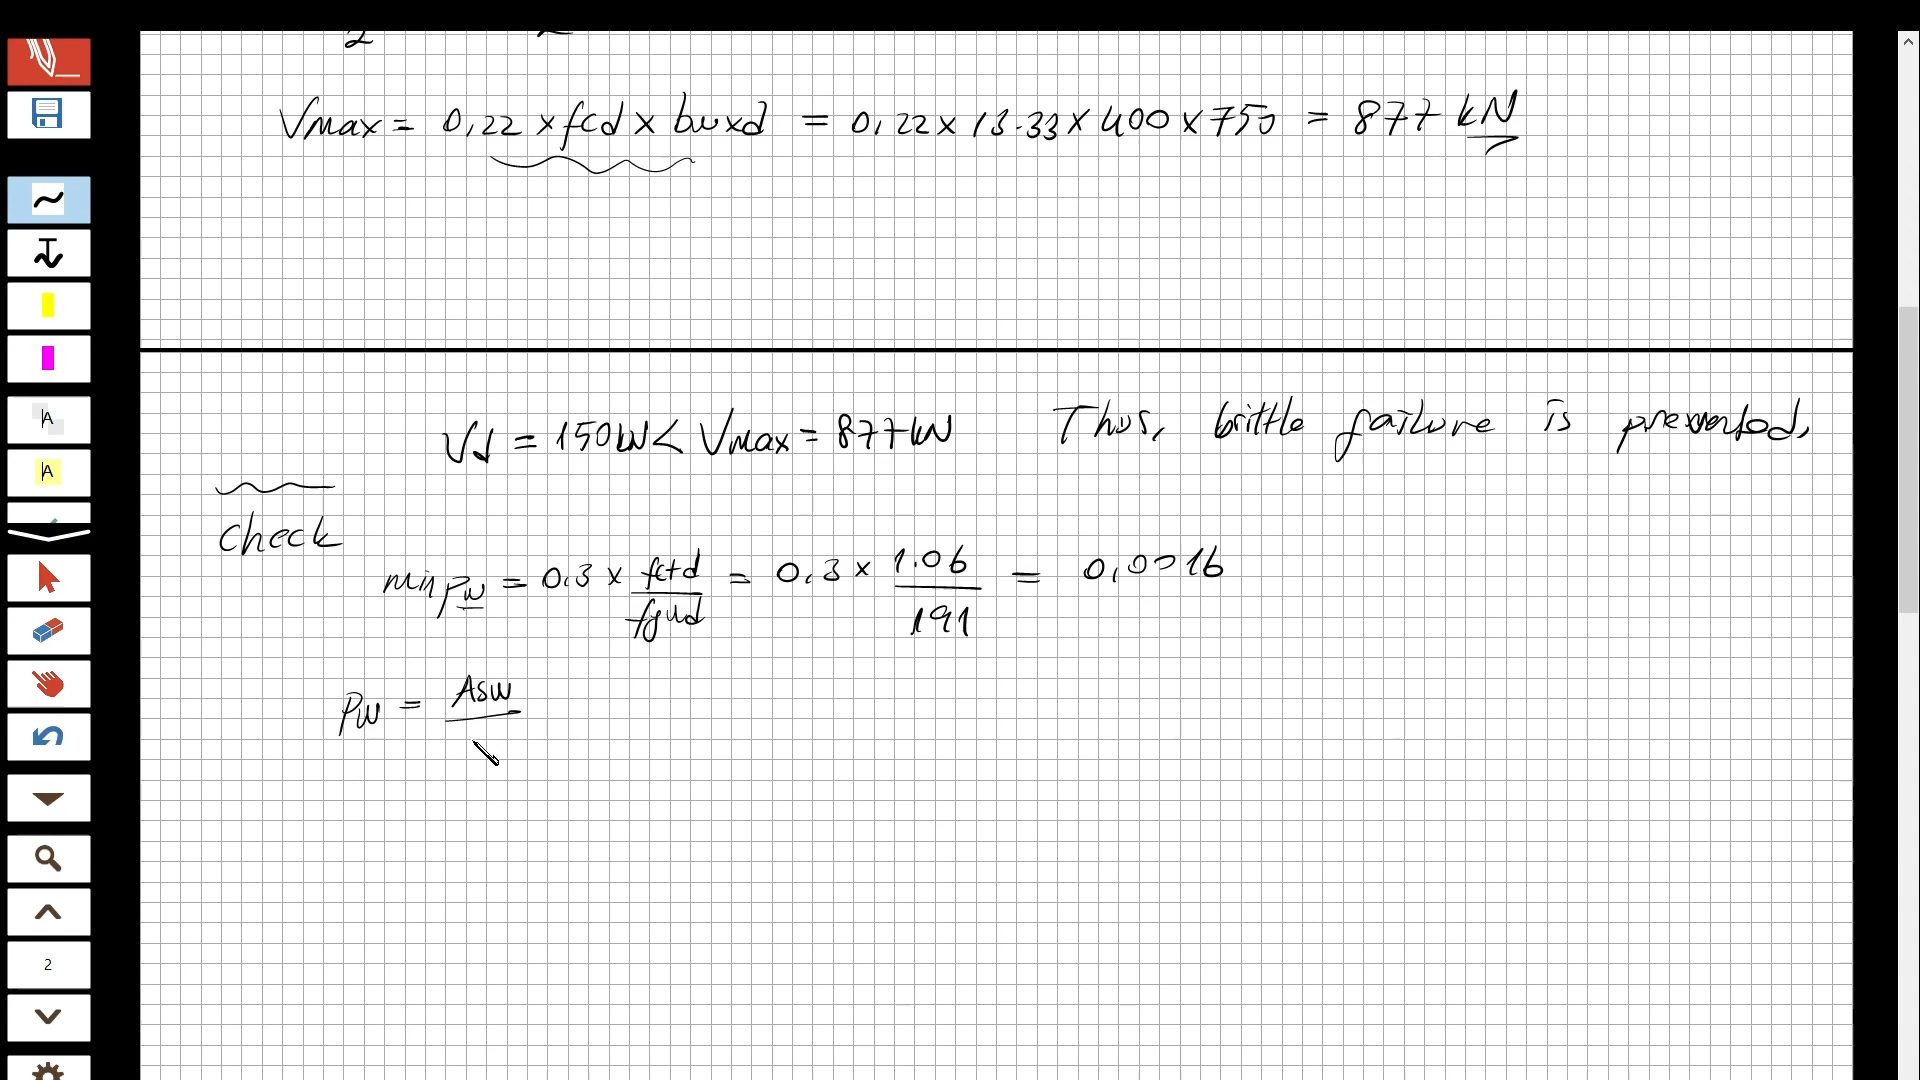 2
Vmax = 0,22 x fcd x bw x d = 0,22 x 13.33 x 400 x 750 = 877 kN
Vd = 150kN < Vmax = 877kN Thus, brittle failure is prevented,
check
min ρw = 0.3 x fctd / fywd = 0.3 x 1.06 / 191 = 0,0016
ρw = Asw
A
A
2